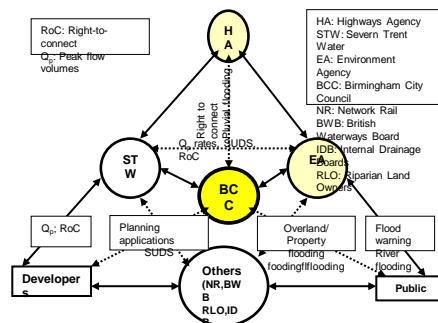 RoC: Right-to-
connect
Qp: Peak flow
volumes
H
A
HA: Highways Agency
STW: Severn Trent
Water
EA: Environment
Agency
BCC: Birmingham City
Council
NR: Network Rail
BWB: British
Waterways Board
IDB: Internal Drainage
Boards
RLO: Riparian Land
Owners
Right to
connect
Pluvial flooding
Qp rates, SUDS
RoC
ST
W
EA
BC
C
Qp; RoC
Planning
applications
SUDS
Overland/
Property
flooding
Flood
warning
River
flooding
Developer
s
Others
(NR,BW
B
RLO,ID
B
Public